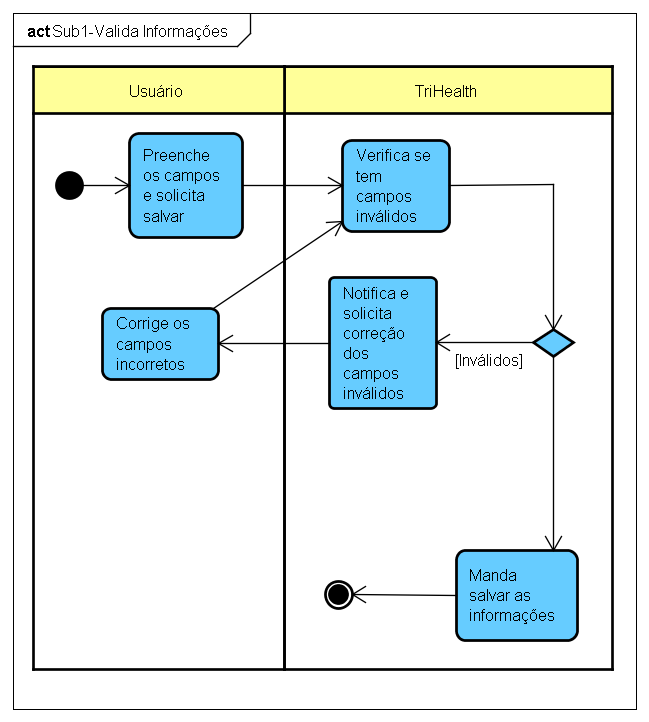 act Sub1-Valida Informações
Usuário
TriHealth
Preenche
os campos
e solicita
salvar
Verifica se
tem
campos
inválidos
Corrige os
campos
incorretos
Notifica e
solicita
correção
dos
campos
inválidos
[Inválidos]
Manda
salvar as
informações